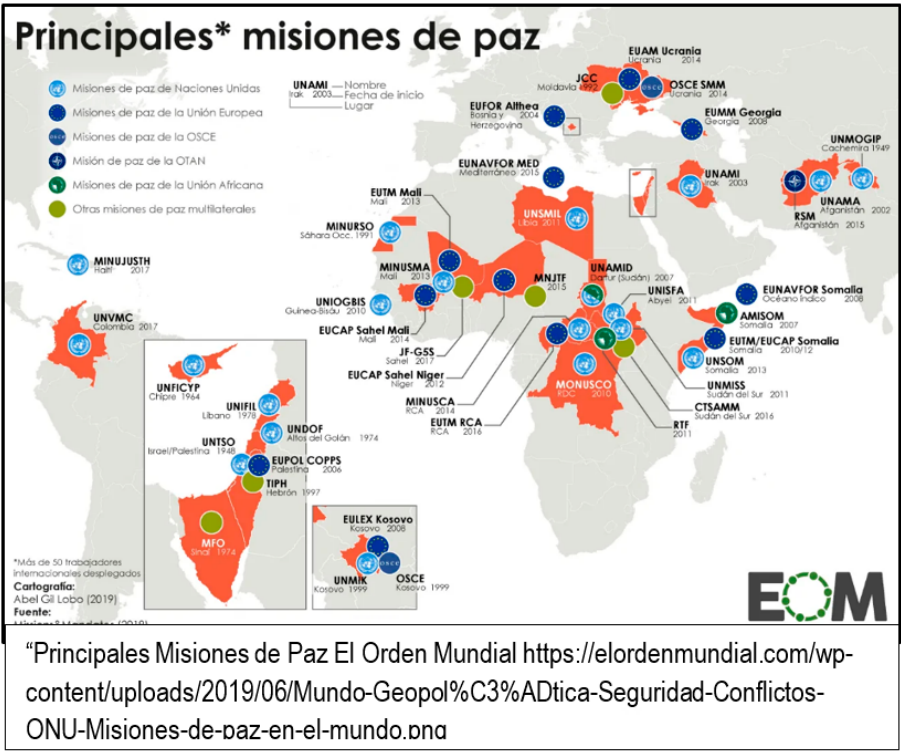 Principales* misiones de paz
Misiones de paz de Naciones Unidas
Misiones de paz de la Unión Europea
OSCE
Misiones de paz de la OSCE
Misión de paz de la OTAN
Misiones de paz de la Unión Africana
Otras misiones de paz multilaterales
UNAMI
Irak 2003
Nombre
Fecha de inicio
Lugar
EUAM Ucrania
Ucrania 2014
JCC
Moldavia 1992
OSCE
OSCE SMM
Ucrania 2014
EUFOR Althea
Bosnia y 2004
Herzegovina
EUMM Georgia
Georgia 2008
UNMOGIP
Cachemira 1949
EUNAVFOR MED
Mediterráneo 2015
UNAMI
Irak 2003
UNAMA
Afganistán 2002
RSM
Afganistán 2015
EUTM Mali
Mali 2013
UNSMIL
Libia 2011
MINURSO
Sáhara Occ. 1991
MINUJUSTH
Haití 2017
MINUSMA
Mali 2013
MNJTF
2015
UNAMID
Darfur (Sudán) 2007
UNISFA
Abyei 2011
EUNAVFOR Somalia
Océano Índico 2008
UNIOGBIS
Guinea-Bisáu 2010
AMISOM
Somalia 2007
UNVMC
Colombia 2017
EUCAP Sahel Mali
Mali 2014
EUTM/EUCAP Somalia
Somalia 2010/12
JF-G5S
Sahel 2017
UNSOM
Somalia 2013
EUCAP Sahel Niger
Níger 2012
MONUSCO
RDC 2010
UNMISS
Sudán del Sur 2011
MINUSCA
RCA 2014
CTSAMM
Sudán del Sur 2016
EUTM RCA
RCA 2016
RTF
2011
UNFICYP
Chipre 1964
UNIFIL
Líbano 1978
UNDOF
Altos del Golán 1974
UNTSO
Israel/Palestina 1948
EUPOL COPPS
Palestina 2006
TIPH
Hebrón 1997
MFO
Sinaí 1974
EULEX Kosovo
Kosovo 2008
OSCE
UNMIK
Kosovo 1999
OSCE
Kosovo 1999
*Más de 50 trabajadores
internacionales desplegados
Cartografía:
Abel Gil Lobo (2019)
Fuente:
EOM
“Principales Misiones de Paz El Orden Mundial https://elordenmundial.com/wp-
content/uploads/2019/06/Mundo-Geopol%C3%ADtica-Seguridad-Conflictos-
ONU-Misiones-de-paz-en-el-mundo.png